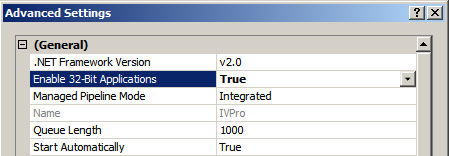 Advanced Settings
(General)
.NET Framework Version v2.0
Enable 32-Bit Applications True
Managed Pipeline Mode Integrated
Name IVPro
Queue Length 1000
Start Automatically True